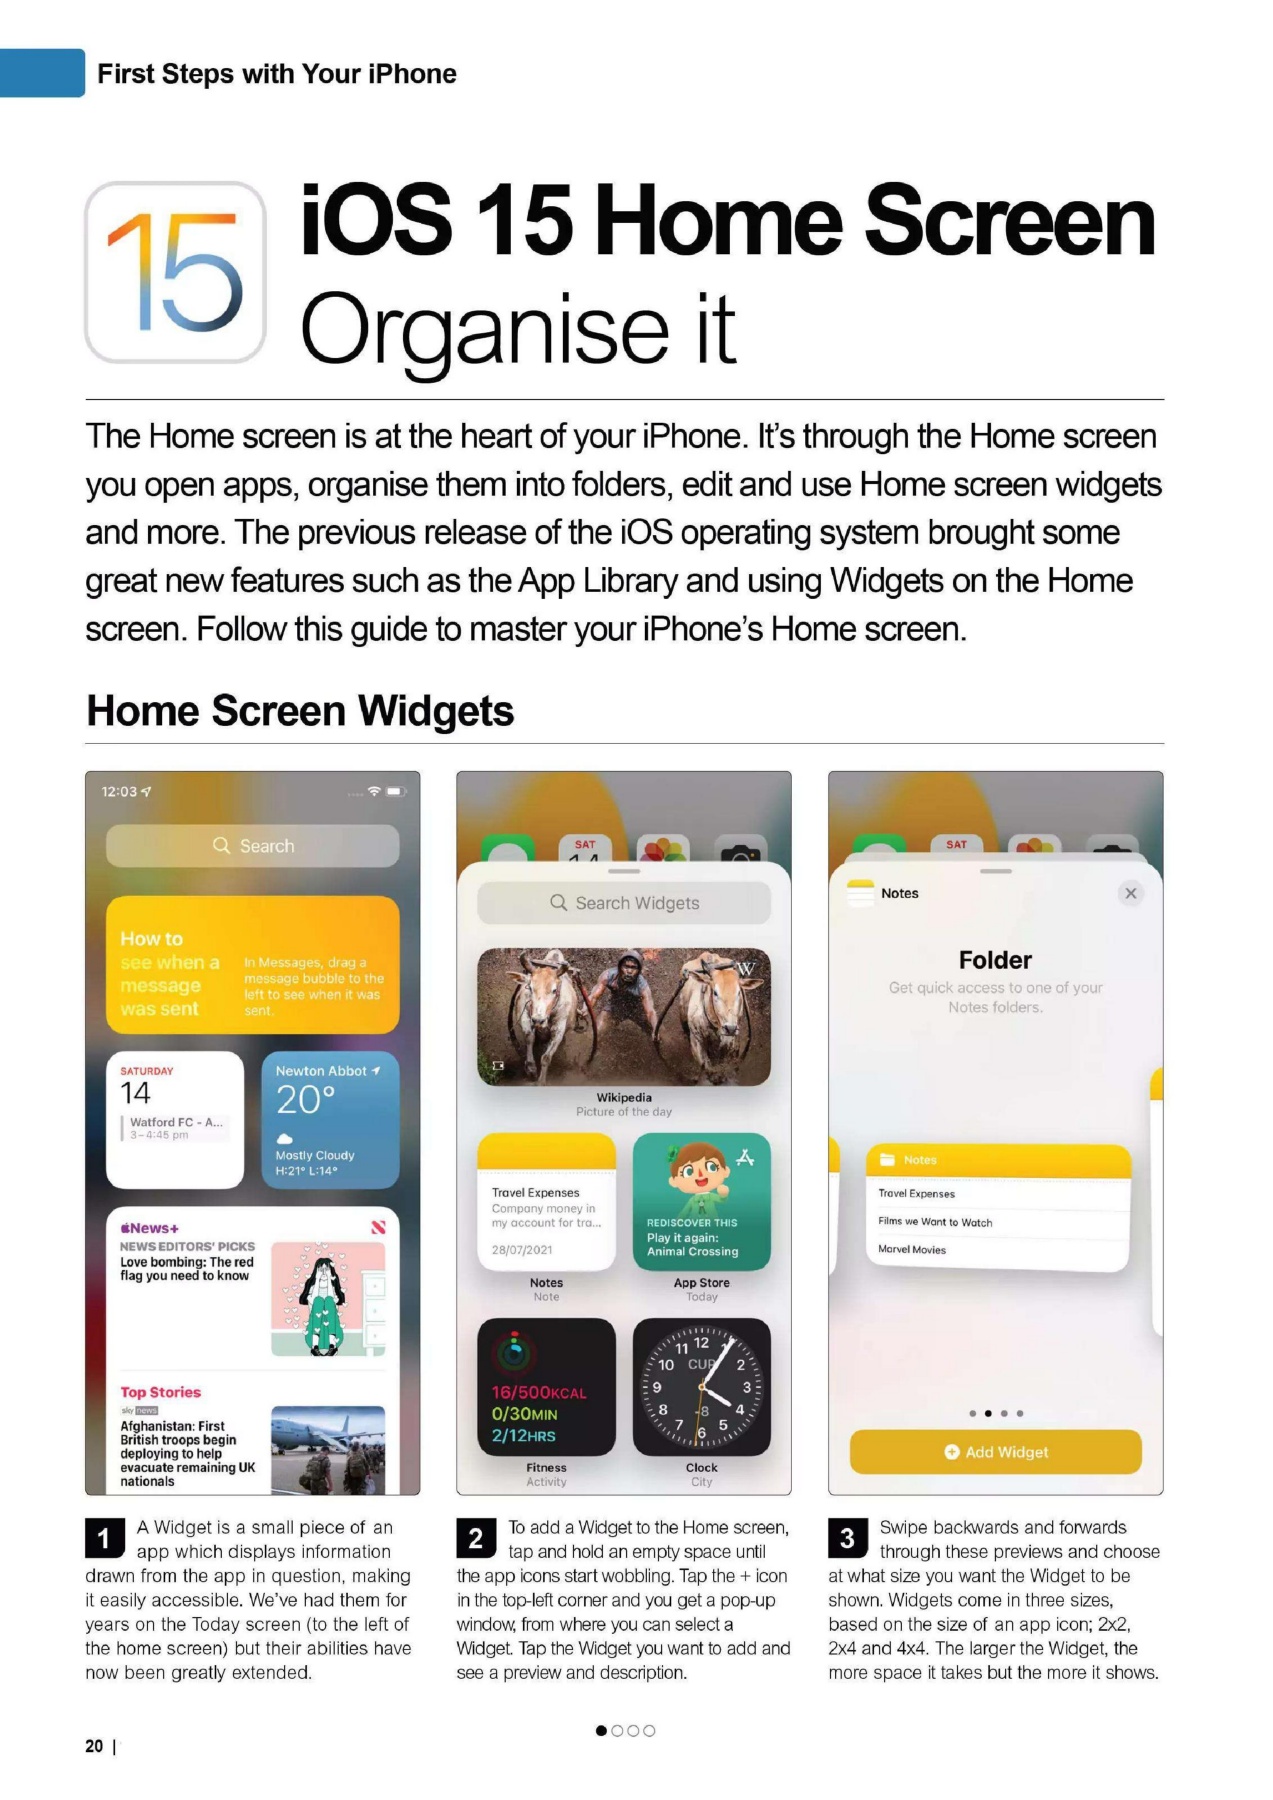 First Steps with Your iPhone
15
iOS 15 Home Screen
Organise it
The Home screen is at the heart of your iPhone. It's through the Home screen
you open apps, organise them into folders, edit and use Home screen widgets
and more. The previous release of the iOS operating system brought some
great new features such as the App Library and using Widgets on the Home
screen. Follow this guide to master your iPhone's Home screen.
Home Screen Widgets
12:03
Search
How to
see when a
message
was sent
In Messages, drag a
message bubble to the
left to see when it was
sent.
SATURDAY
14
Watford FC - A...
3–4:45 pm
Newton Abbot
20°
Mostly Cloudy
H:21° L:14°
News+
NEWS EDITORS' PICKS
Love bombing: The red
flag you need to know
Top Stories
sky news
Afghanistan: First
British troops begin
deploying to help
evacuate remaining UK
nationals
SAT
14
Search Widgets
W
Wikipedia
Picture of the day
Travel Expenses
Company money in
my account for tra...
28/07/2021
Notes
Note
REDISCOVER THIS
Play it again:
Animal Crossing
App Store
Today
16/500KCAL
0/30MIN
2/12HRS
Fitness
Activity
11 12
10 CUP 2
9 3
8 -8 4
7 6 5
Clock
City
SAT
Notes
Folder
Get quick access to one of your
Notes folders.
Notes
Travel Expenses
Films we Want to Watch
Marvel Movies
Add Widget
1 A Widget is a small piece of an
app which displays information
drawn from the app in question, making
it easily accessible. We've had them for
years on the Today screen (to the left of
the home screen) but their abilities have
now been greatly extended.
2 To add a Widget to the Home screen,
tap and hold an empty space until
the app icons start wobbling. Tap the + icon
in the top-left corner and you get a pop-up
window, from where you can select a
Widget. Tap the Widget you want to add and
see a preview and description.
3 Swipe backwards and forwards
through these previews and choose
at what size you want the Widget to be
shown. Widgets come in three sizes,
based on the size of an app icon; 2x2,
2x4 and 4x4. The larger the Widget, the
more space it takes but the more it shows.
20 |